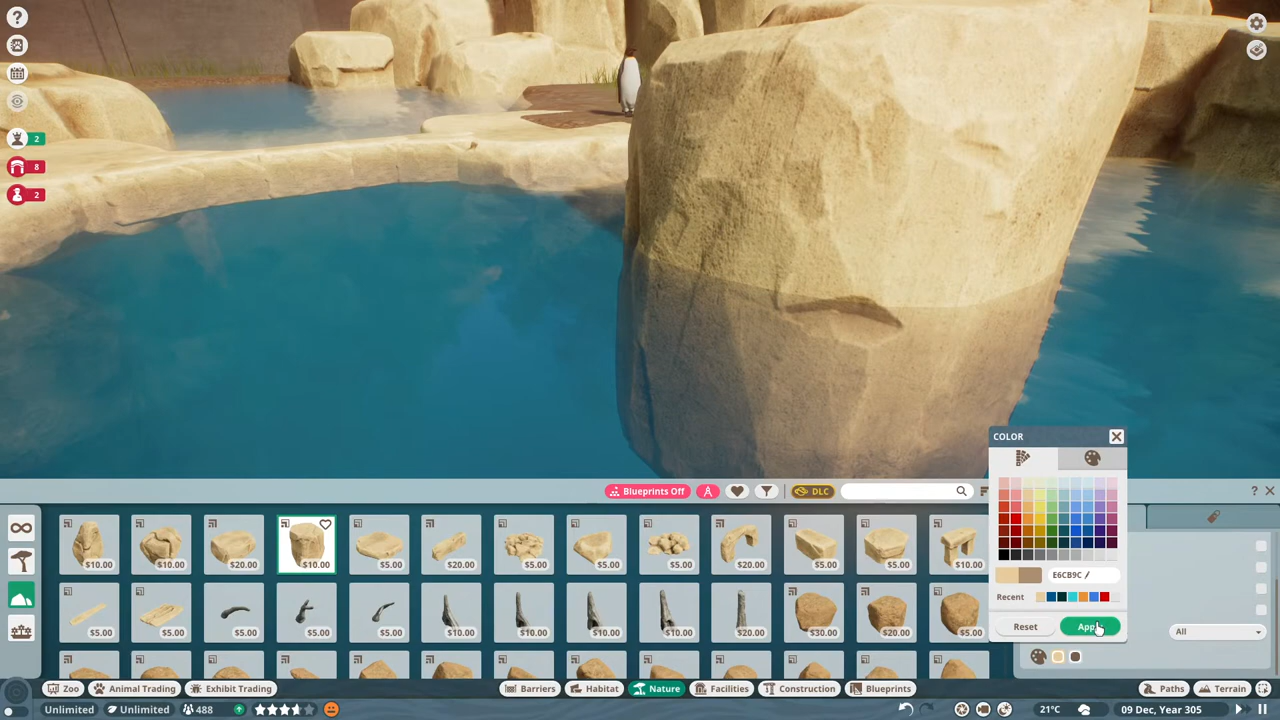 2
8
2
COLOR
E6CB9C /
Recent
Reset
Blueprints Off
DLC
?
$10.00
$10.00
$20.00
$10.00
$5.00
$20.00
$5.00
$5.00
$5.00
$20.00
$5.00
$5.00
$10.00
$5.00
$5.00
$5.00
$5.00
$5.00
$10.00
$10.00
$10.00
$10.00
$20.00
$30.00
$20.00
$5.00
All
Zoo
Animal Trading
Exhibit Trading
Barriers
Habitat
Nature
Facilities
Construction
Blueprints
Paths
Terrain
Unlimited
Unlimited
488
21°C
09 Dec, Year 305